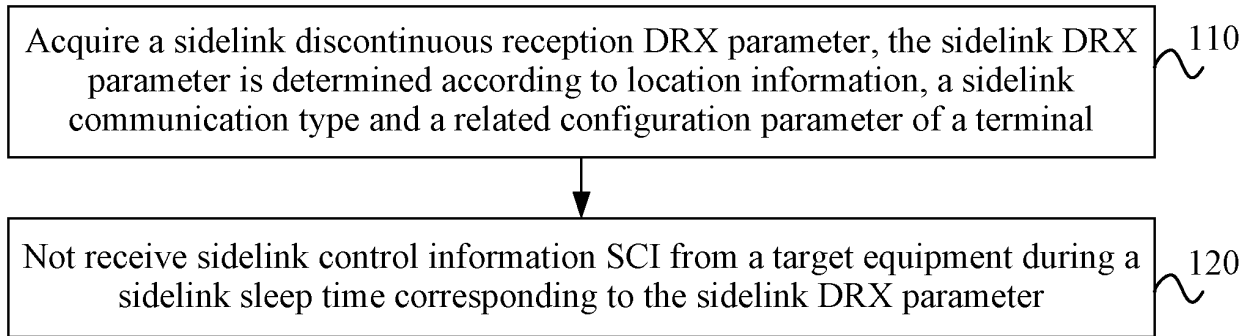 Acquire a sidelink discontinuous reception DRX parameter, the sidelink DRX
parameter is determined according to location information, a sidelink
communication type and a related configuration parameter of a terminal
110
Not receive sidelink control information SCI from a target equipment during a
sidelink sleep time corresponding to the sidelink DRX parameter
120